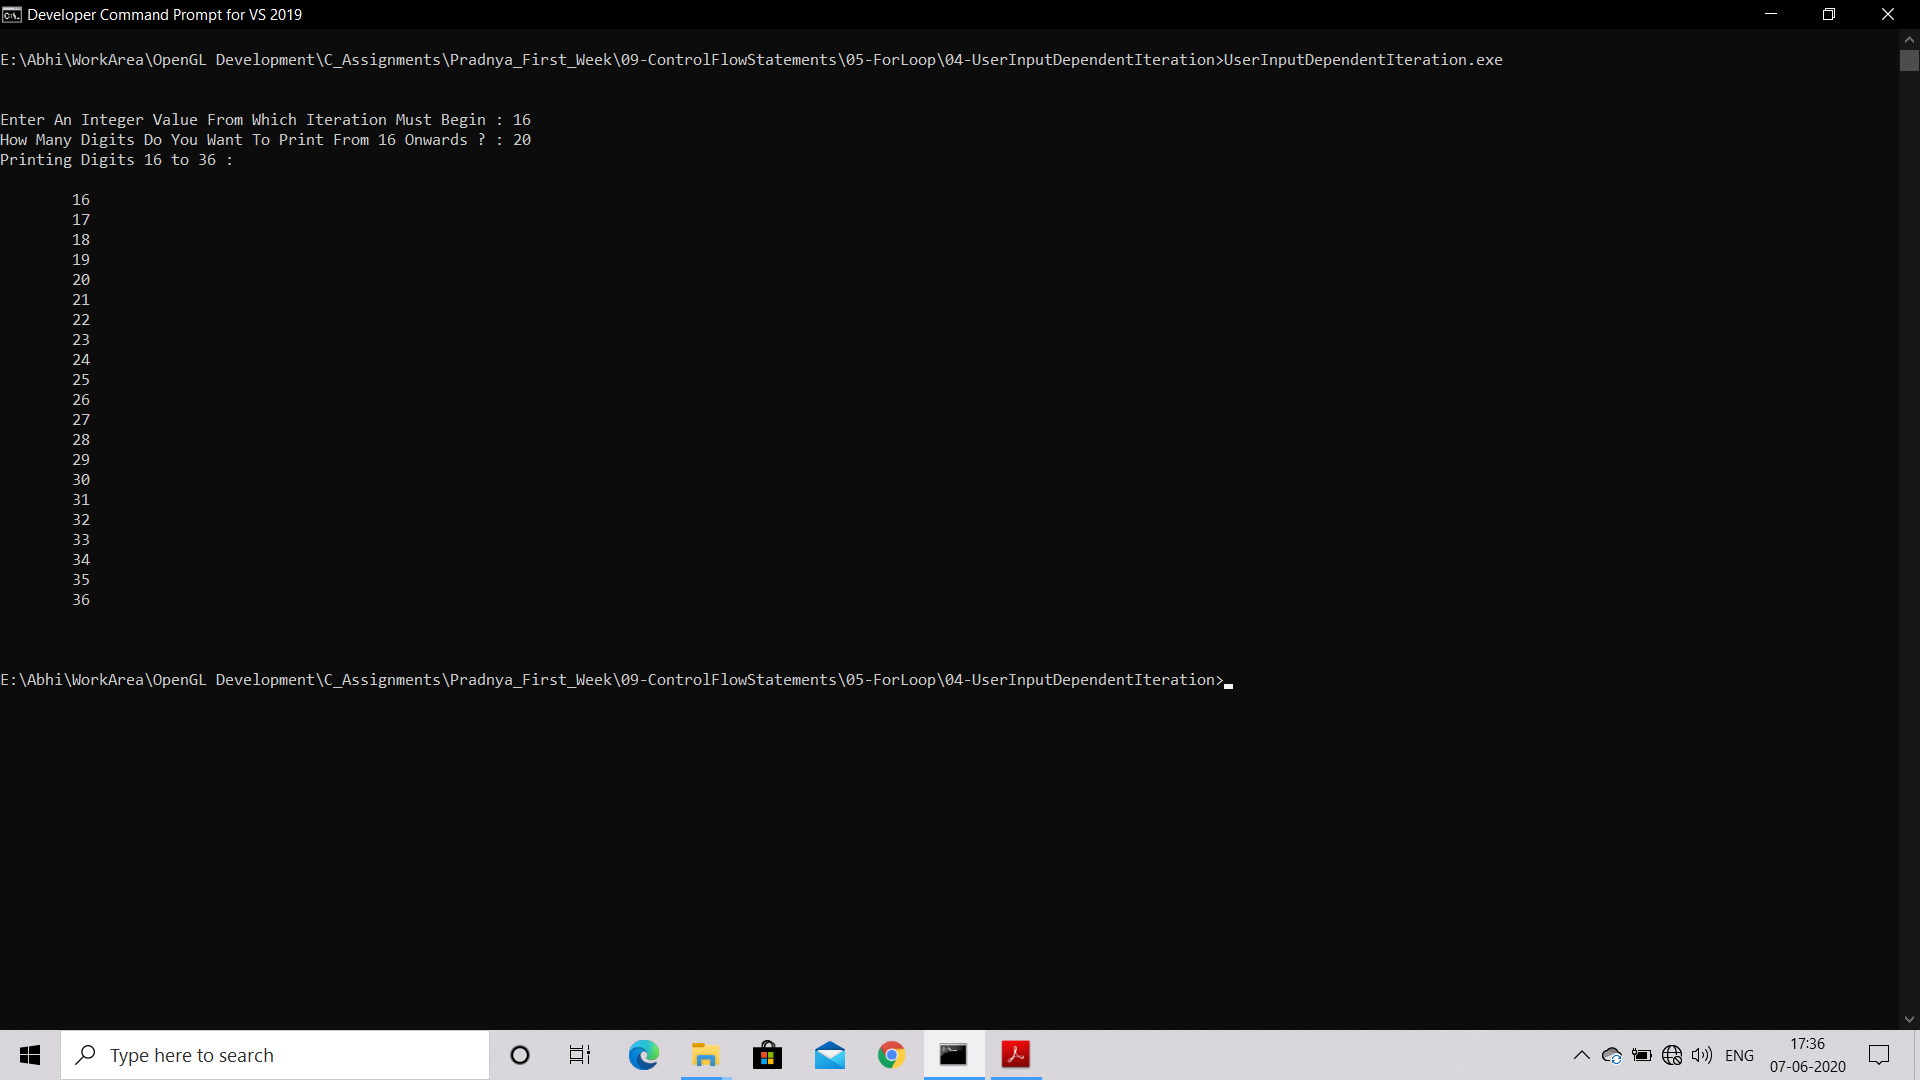 Developer Command Prompt for VS 2019
E:\Abhi\WorkArea\OpenGL Development\C_Assignments\Pradnya_First_Week\09-ControlFlowStatements\05-ForLoop\04-UserInputDependentIteration>UserInputDependentIteration.exe
Enter An Integer Value From Which Iteration Must Begin : 16
How Many Digits Do You Want To Print From 16 Onwards ? : 20
Printing Digits 16 to 36 :
16
17
18
19
20
21
22
23
24
25
26
27
28
29
30
31
32
33
34
35
36
E:\Abhi\WorkArea\OpenGL Development\C_Assignments\Pradnya_First_Week\09-ControlFlowStatements\05-ForLoop\04-UserInputDependentIteration>
Type here to search
ENG
17:36
07-06-2020